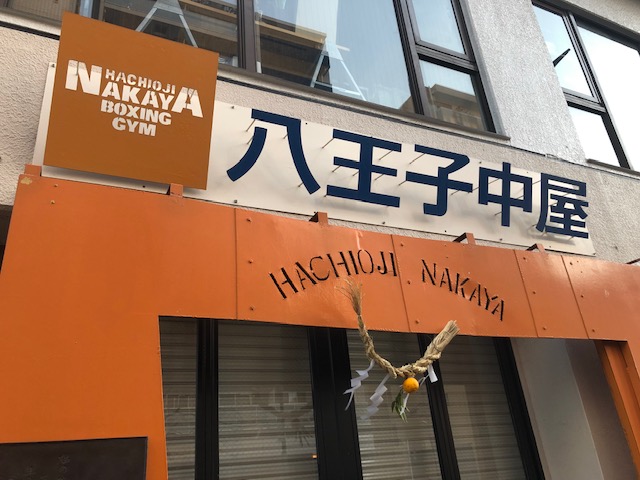 HACHIOJI
NAKAYA
BOXING
GYM
八王子中屋
HACHIOJI NAKAYA